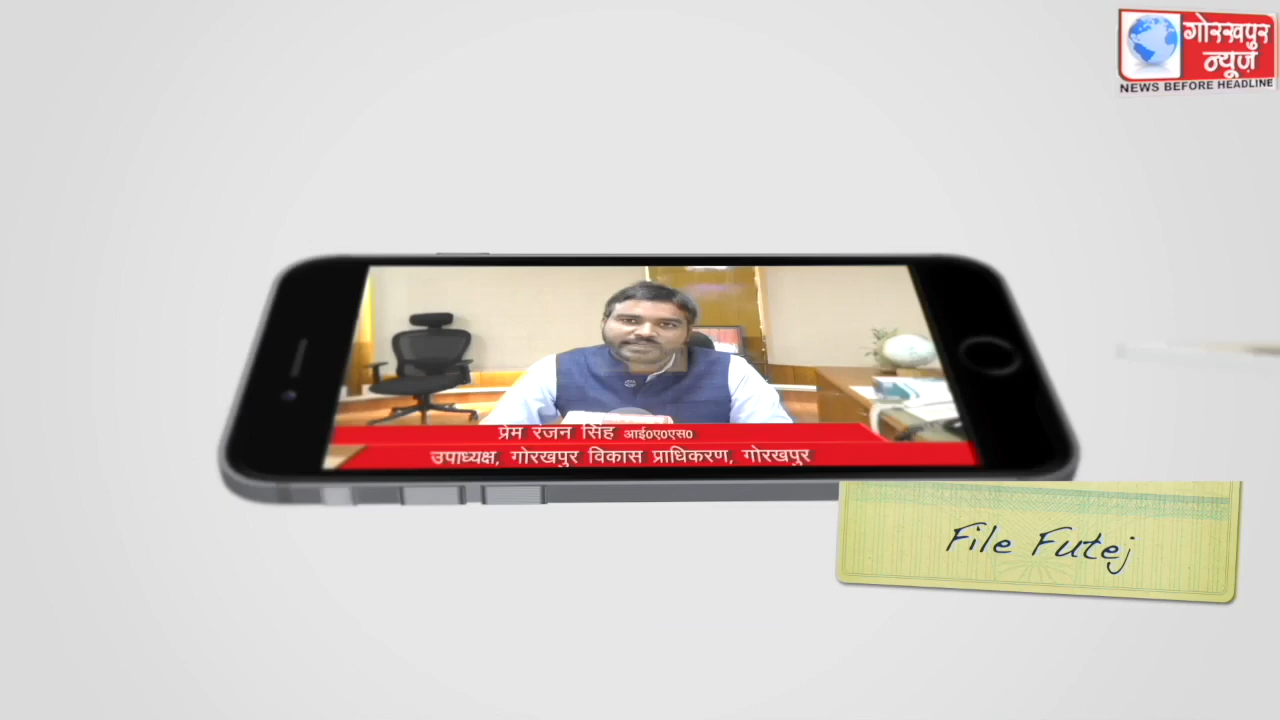 गोरखपुर
न्यूज़
NEWS BEFORE HEADLINE
प्रेम रंजन सिंह आई०ए०एस०
उपाध्यक्ष, गोरखपुर विकास प्राधिकरण, गोरखपुर
File Futej